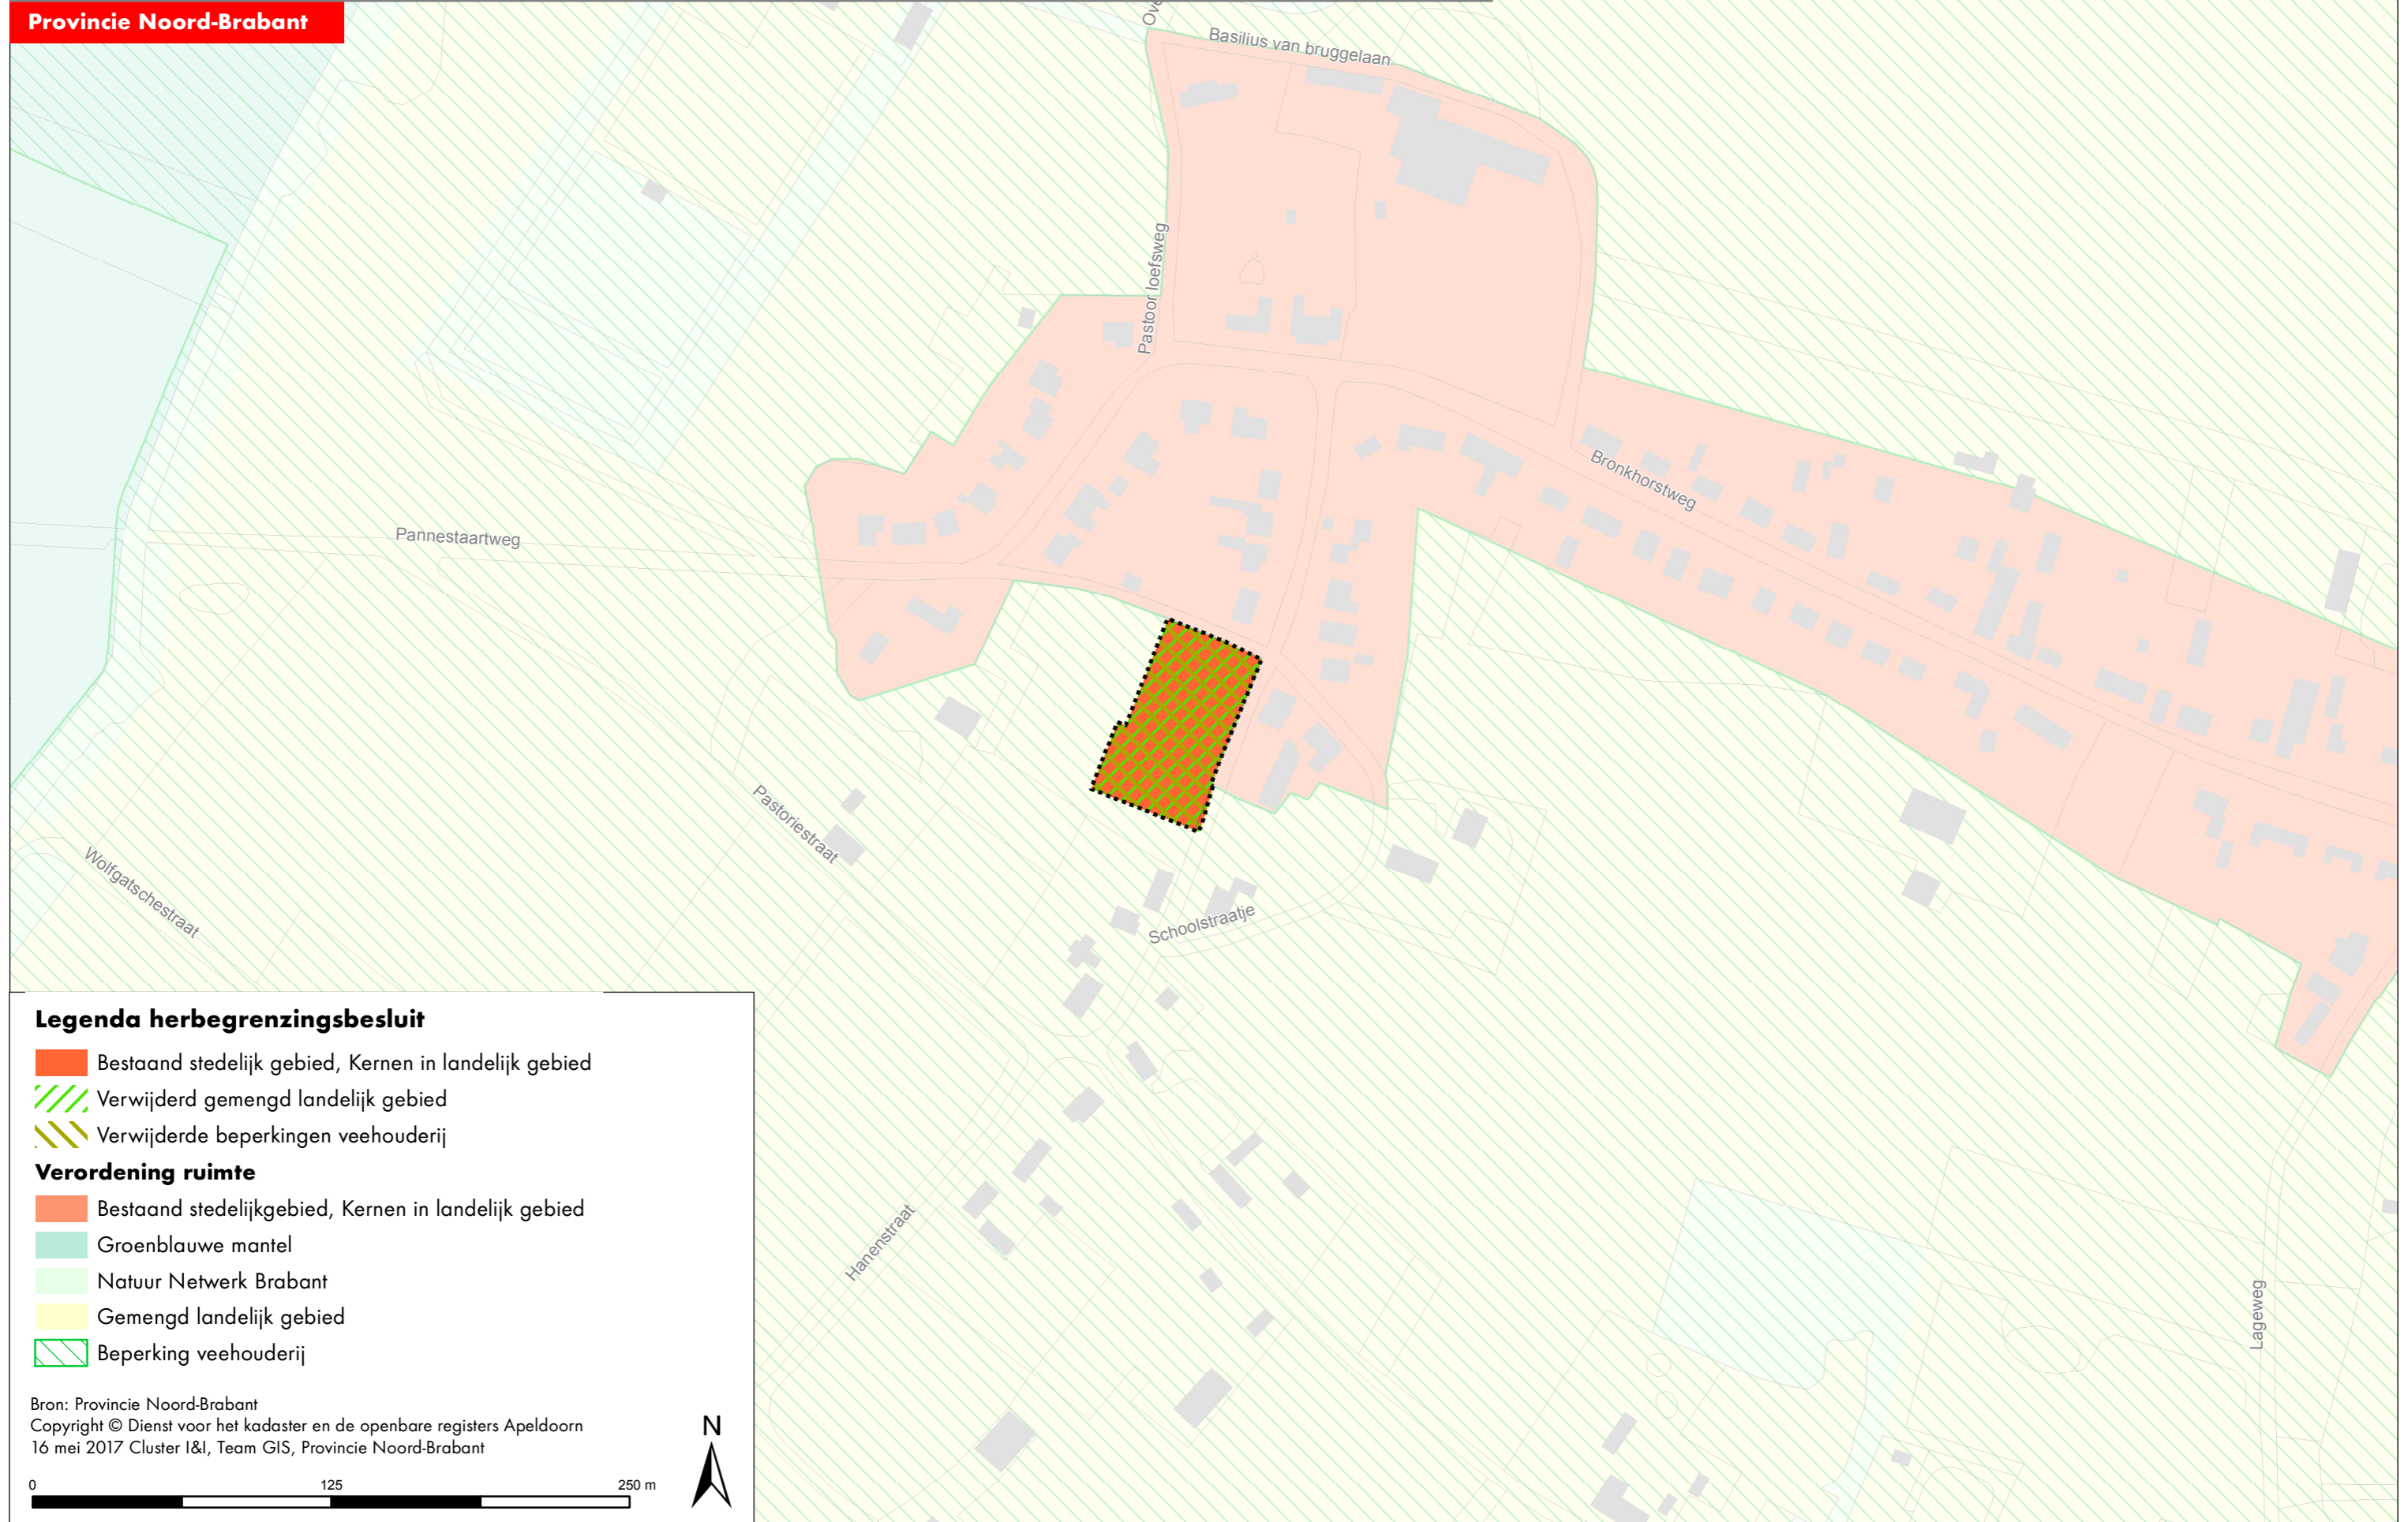 Provincie Noord-Brabant
Ove
Basilius van bruggelaan
Pastoor loefsweg
Bronkhorstweg
Pannestaartweg
Pastoriestraat
Wolfgatschestraat
Schoolstraatje
Hanenstraat
Lageweg
Legenda herbegrenzingsbesluit
Bestaand stedelijk gebied, Kernen in landelijk gebied
Verwijderd gemengd landelijk gebied
Verwijderde beperkingen veehouderij
Verordening ruimte
Bestaand stedelijkgebied, Kernen in landelijk gebied
Groenblauwe mantel
Natuur Netwerk Brabant
Gemengd landelijk gebied
Beperking veehouderij
Bron: Provincie Noord-Brabant
Copyright © Dienst voor het kadaster en de openbare registers Apeldoorn
16 mei 2017 Cluster I&I, Team GIS, Provincie Noord-Brabant
N
0 125 250 m